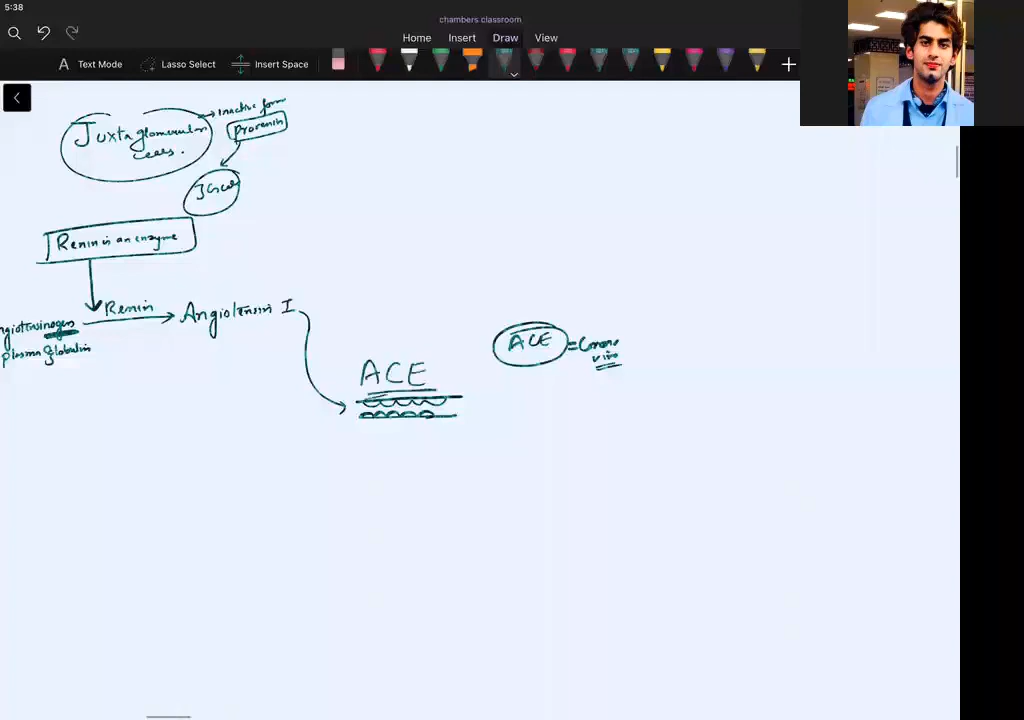 5:38
chambers classroom
Home Insert Draw View
Text Mode Lasso Select Insert Space
Juxta glomerular
cells.
→ Inactive form
prorenin
Renin is an enzyme
Renin
→ Angiotensin I
ngiotensinogen
plasma globulin
ACE
ACE =